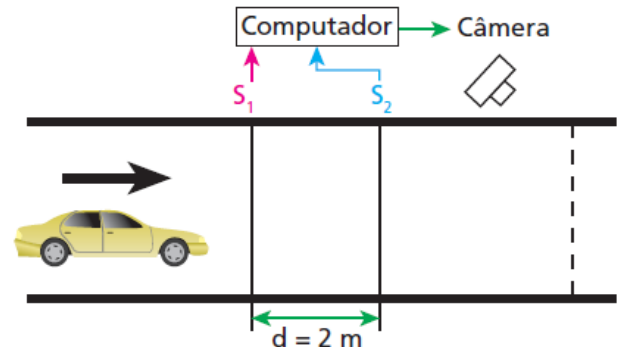 Computador
Câmera
S₁
S₂
d = 2 m